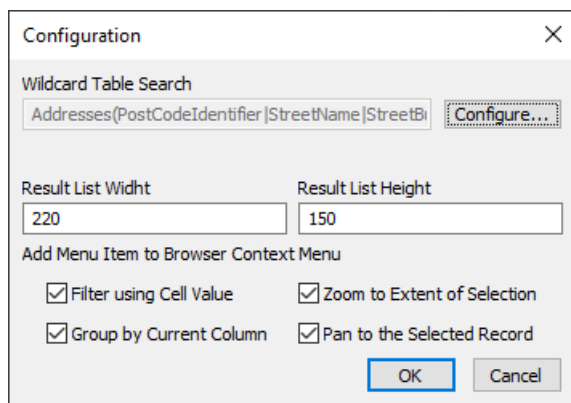 Configuration
Wildcard Table Search
Addresses(PostCodeIdentifier|StreetName|StreetBu
Configure...
Result List Widht Result List Height
220 150
Add Menu Item to Browser Context Menu
Filter using Cell Value Zoom to Extent of Selection
Group by Current Column Pan to the Selected Record
OK Cancel